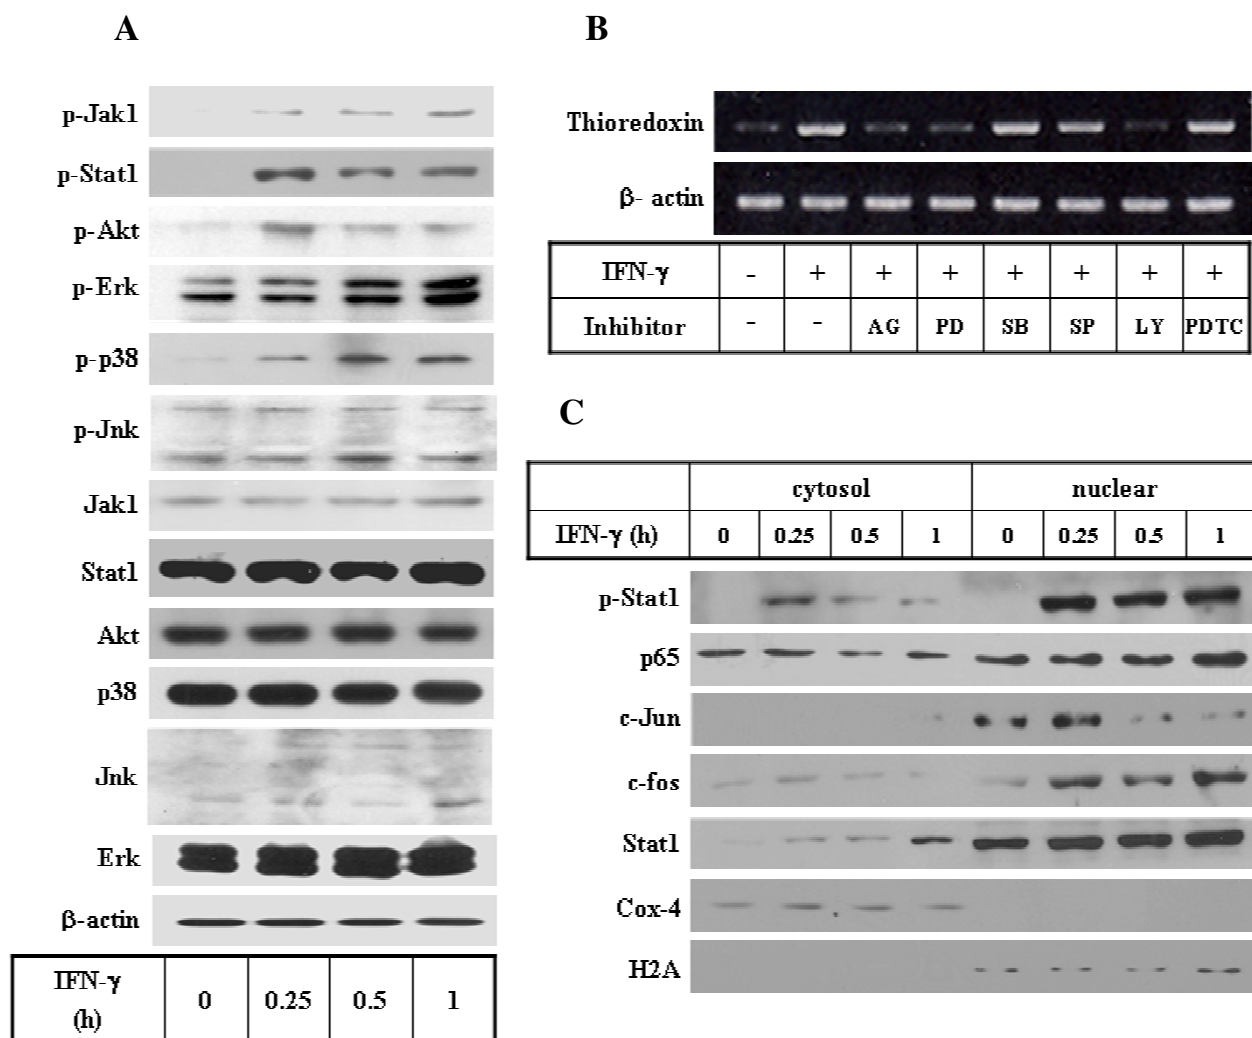 A
p-Jak1
p-Stat1
p-Akt
p-Erk
p-p38
p-Jnk
Jak1
Stat1
Akt
p38
Jnk
Erk
β-actin
IFN-γ (h) 0 0.25 0.5 1
B
Thioredoxin
β- actin
IFN-γ - + + + + + + +
Inhibitor - - AG PD SB SP LY PDTC
C
cytosol nuclear
IFN-γ (h) 0 0.25 0.5 1 0 0.25 0.5 1
p-Stat1
p65
c-Jun
c-fos
Stat1
Cox-4
H2A